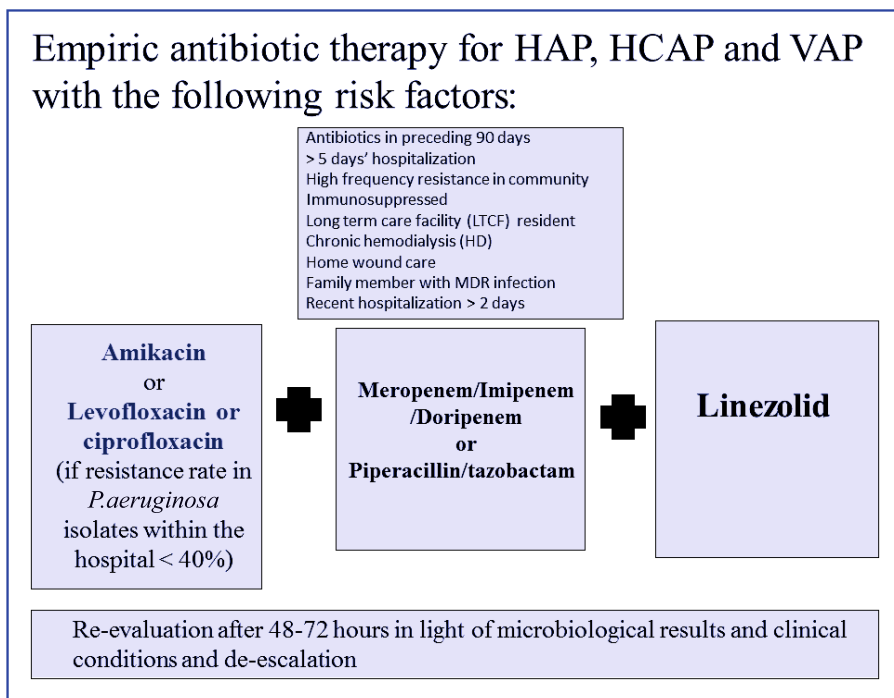 Empiric antibiotic therapy for HAP, HCAP and VAP
with the following risk factors:
Antibiotics in preceding 90 days
> 5 days' hospitalization
High frequency resistance in community
Immunosuppressed
Long term care facility (LTCF) resident
Chronic hemodialysis (HD)
Home wound care
Family member with MDR infection
Recent hospitalization > 2 days
Amikacin
or
Levofloxacin or
ciprofloxacin
(if resistance rate in
P.aeruginosa
isolates within the
hospital < 40%)
Meropenem/Imipenem
/Doripenem
or
Piperacillin/tazobactam
Linezolid
Re-evaluation after 48-72 hours in light of microbiological results and clinical
conditions and de-escalation